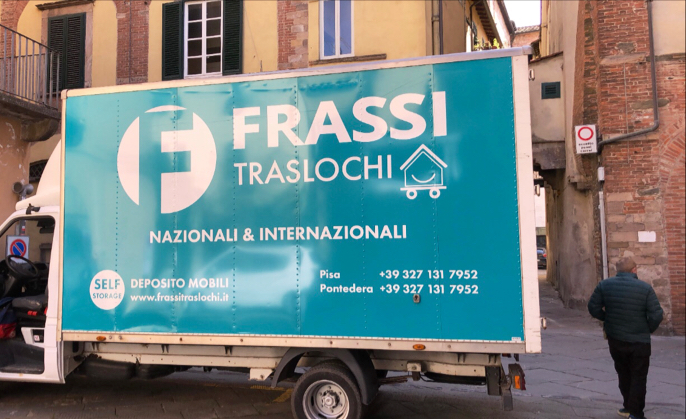 F
FRASSI
TRASLOCHI
NAZIONALI & INTERNAZIONALI
SELF
STORAGE
DEPOSITO MOBILI
www.frassitraslochi.it
Pisa +39 327 131 7952
Pontedera +39 327 131 7952